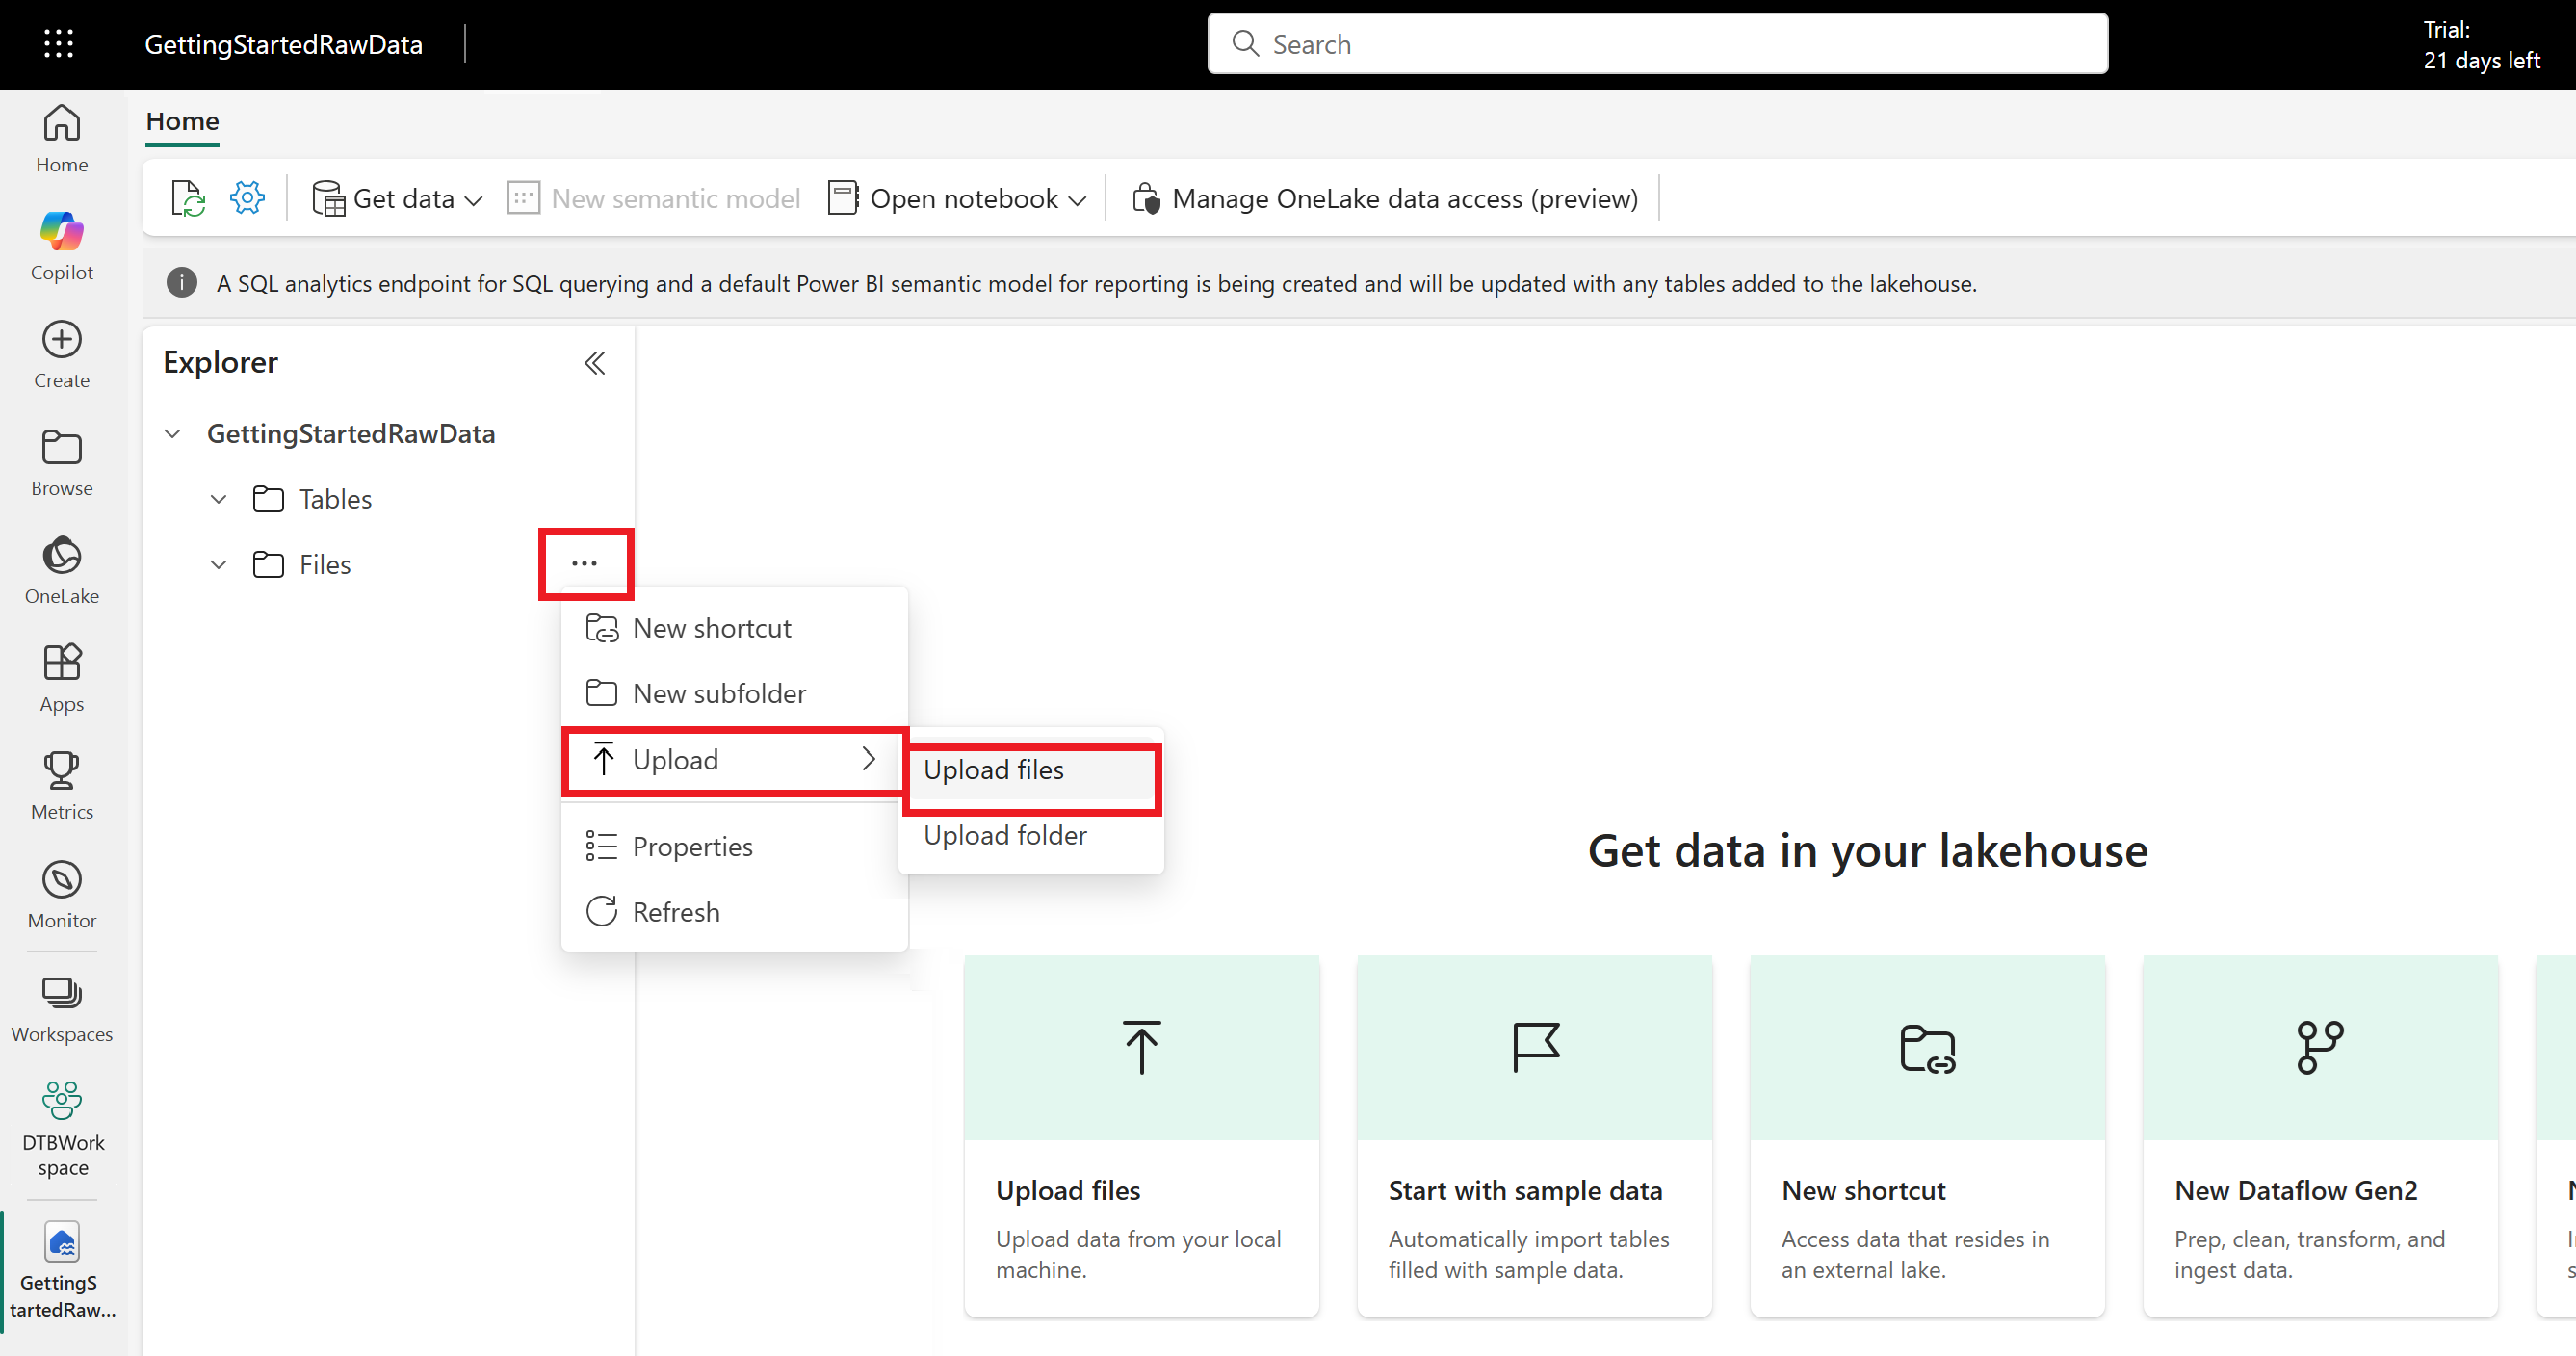 GettingStartedRawData
Search
Trial:
21 days left
Home
Copilot
Create
Browse
OneLake
Apps
Metrics
Monitor
Workspaces
DTBWork
space
GettingS
tartedRaw...
Home
Get data
New semantic model
Open notebook
Manage OneLake data access (preview)
A SQL analytics endpoint for SQL querying and a default Power BI semantic model for reporting is being created and will be updated with any tables added to the lakehouse.
Explorer
GettingStartedRawData
Tables
Files
...
New shortcut
New subfolder
Upload
Properties
Refresh
Upload files
Upload folder
Get data in your lakehouse
Upload files
Upload data from your local
machine.
Start with sample data
Automatically import tables
filled with sample data.
New shortcut
Access data that resides in
an external lake.
New Dataflow Gen2
Prep, clean, transform, and
ingest data.